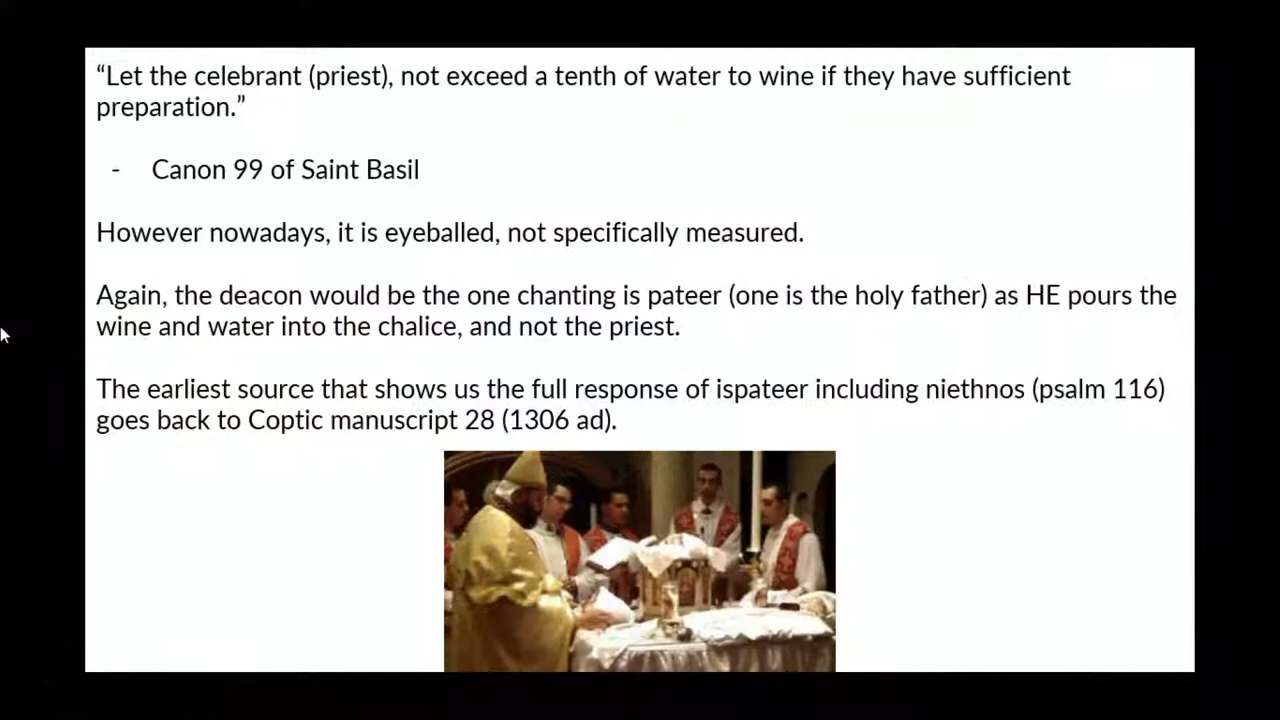 “Let the celebrant (priest), not exceed a tenth of water to wine if they have sufficient
preparation.”
- Canon 99 of Saint Basil
However nowadays, it is eyeballed, not specifically measured.
Again, the deacon would be the one chanting is pateer (one is the holy father) as HE pours the
wine and water into the chalice, and not the priest.
The earliest source that shows us the full response of ispateer including niethnos (psalm 116)
goes back to Coptic manuscript 28 (1306 ad).